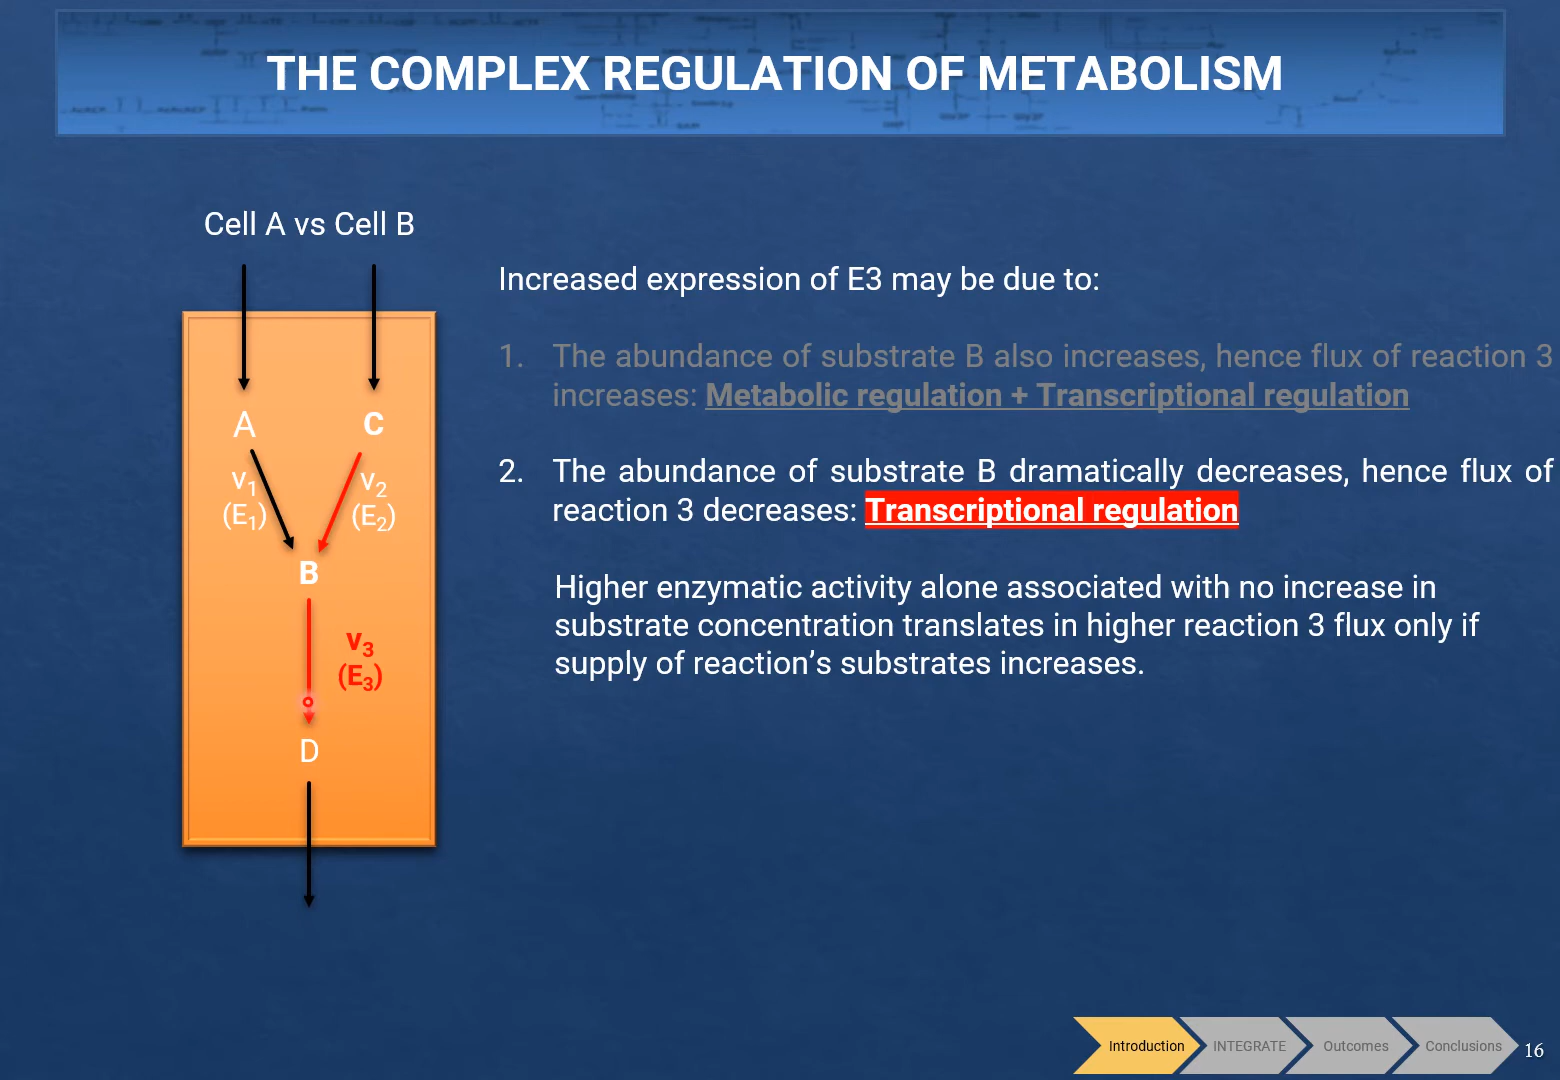 THE COMPLEX REGULATION OF METABOLISM
Cell A vs Cell B
Increased expression of E3 may be due to:
1. The abundance of substrate B also increases, hence flux of reaction 3
increases: Metabolic regulation + Transcriptional regulation
2. The abundance of substrate B dramatically decreases, hence flux of
reaction 3 decreases: Transcriptional regulation
Higher enzymatic activity alone associated with no increase in
substrate concentration translates in higher reaction 3 flux only if
supply of reaction’s substrates increases.
A C
v1 v2
(E1) (E2)
B
v3
(E3)
D
Introduction INTEGRATE Outcomes Conclusions 16